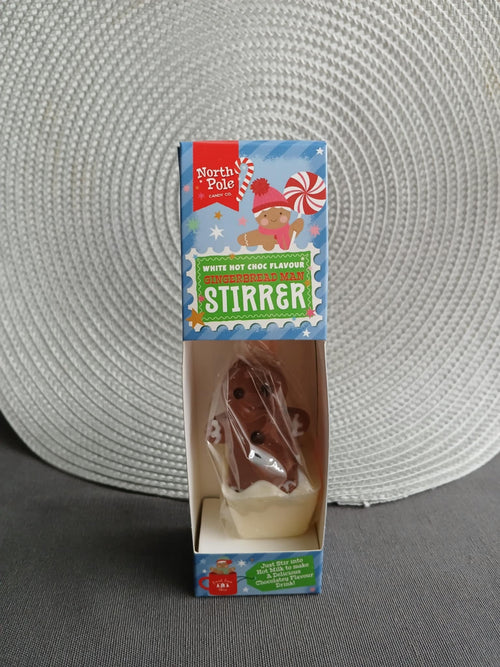 North
Pole
CANDY CO.
WHITE HOT CHOC FLAVOUR
GINGERBREAD MAN
STIRRER
Just Stir into
Hot Milk to make
A Delicious
Chocolatey Flavour
Drink!